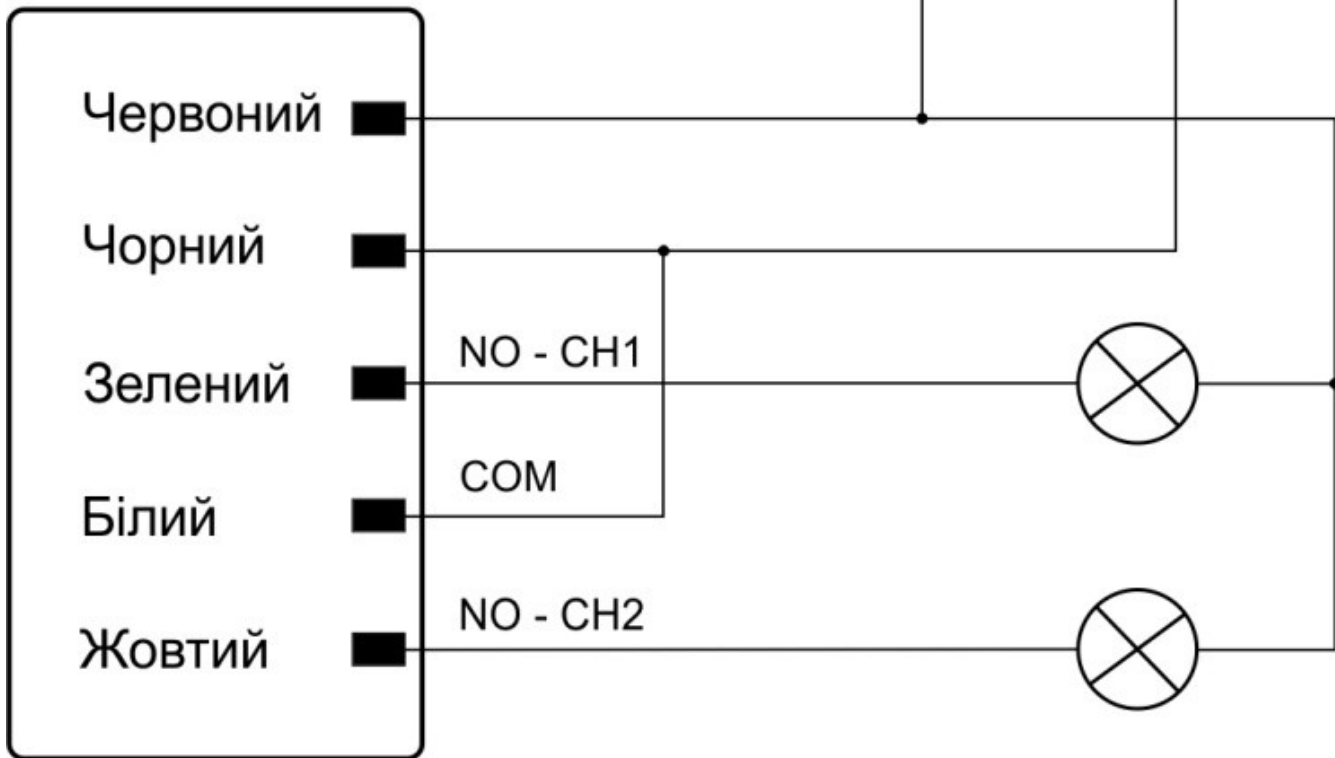 Червоний
Чорний
NO - CH1
Зелений
COM
Білий
NO - CH2
Жовтий